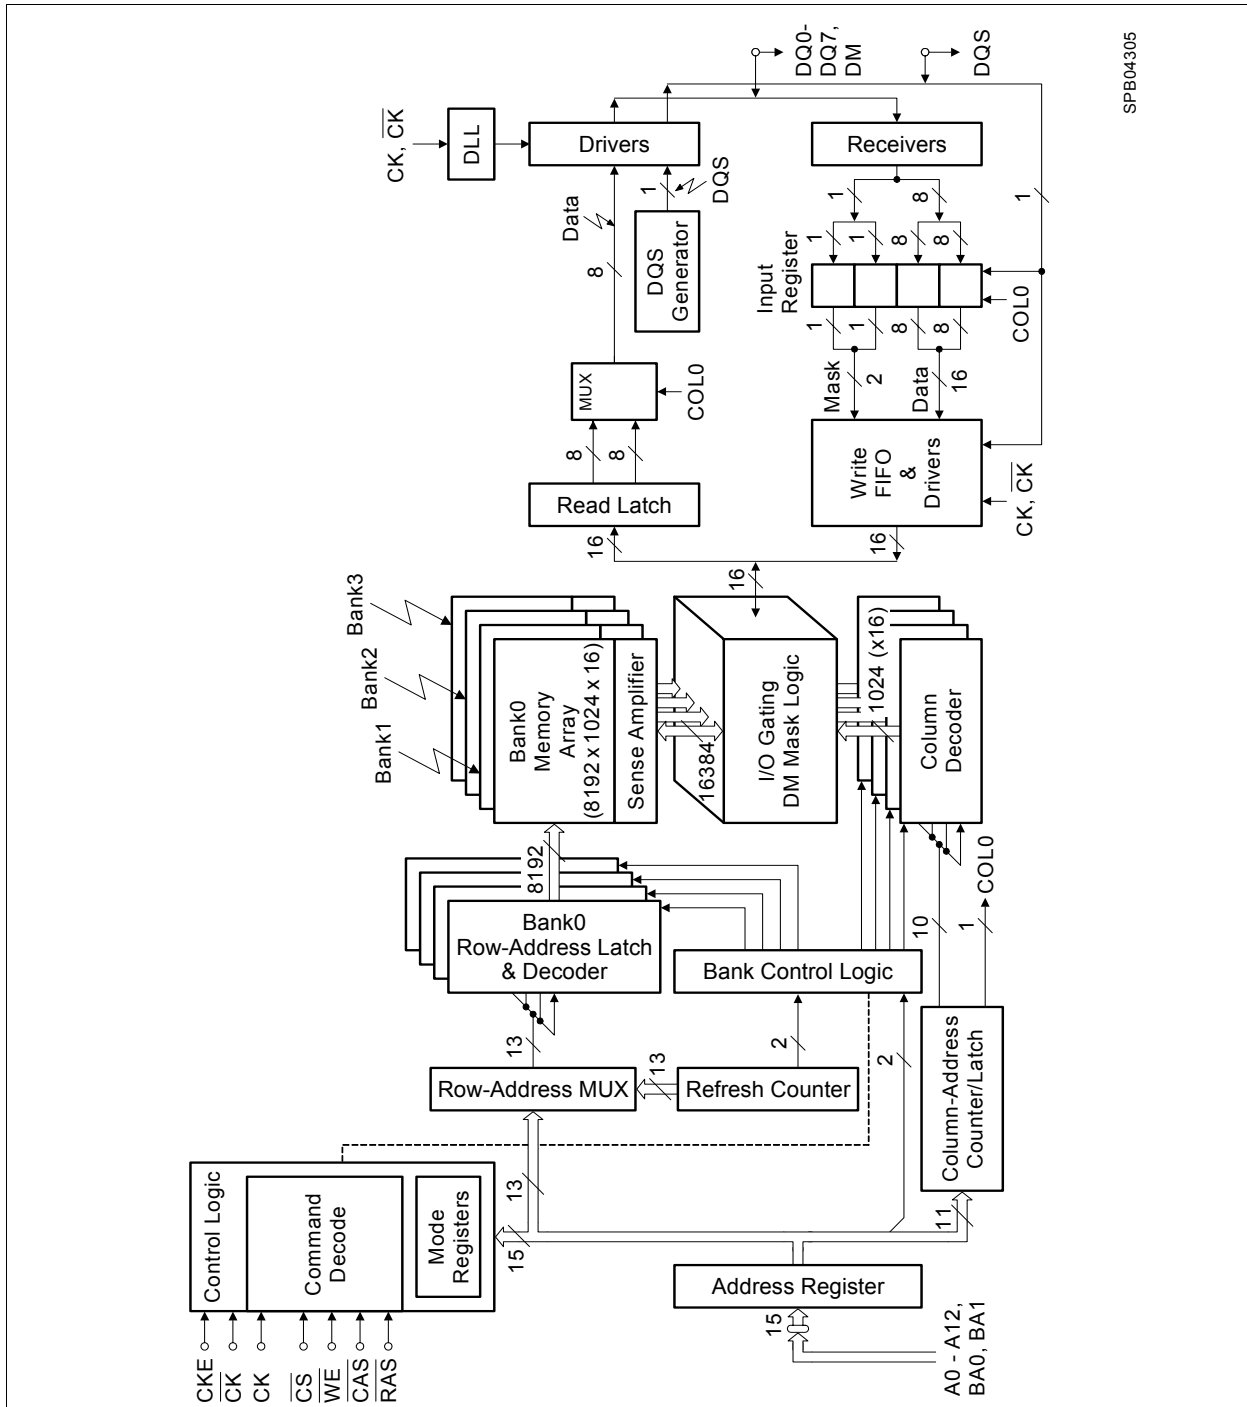 CKE
CK
CK
CS
WE
CAS
RAS
Control Logic
Command
Decode
Mode
Registers
15
13
Row-Address MUX
13
Refresh Counter
13
2
2
11
Address Register
15
A0 - A12,
BA0, BA1
Column-Address
Counter/Latch
Bank0
Row-Address Latch
& Decoder
8192
Bank Control Logic
10
1
COL0
Bank1
Bank2
Bank3
Bank0
Memory
Array
(8192 x 1024 x 16)
Sense Amplifier
16384
I/O Gating
DM Mask Logic
1024 (x16)
Column
Decoder
16
16
16
Read Latch
8
8
MUX
COL0
8
Data
DQS
Generator
1
DQS
CK, CK
DLL
Drivers
DQ0-
DQ7,
DM
DQS
Receivers
1
8
1
1
8
8
Input
Register
1
1
8
8
COL0
1
Mask
2
Data
16
Write
FIFO
&
Drivers
CK, CK
SPB04305